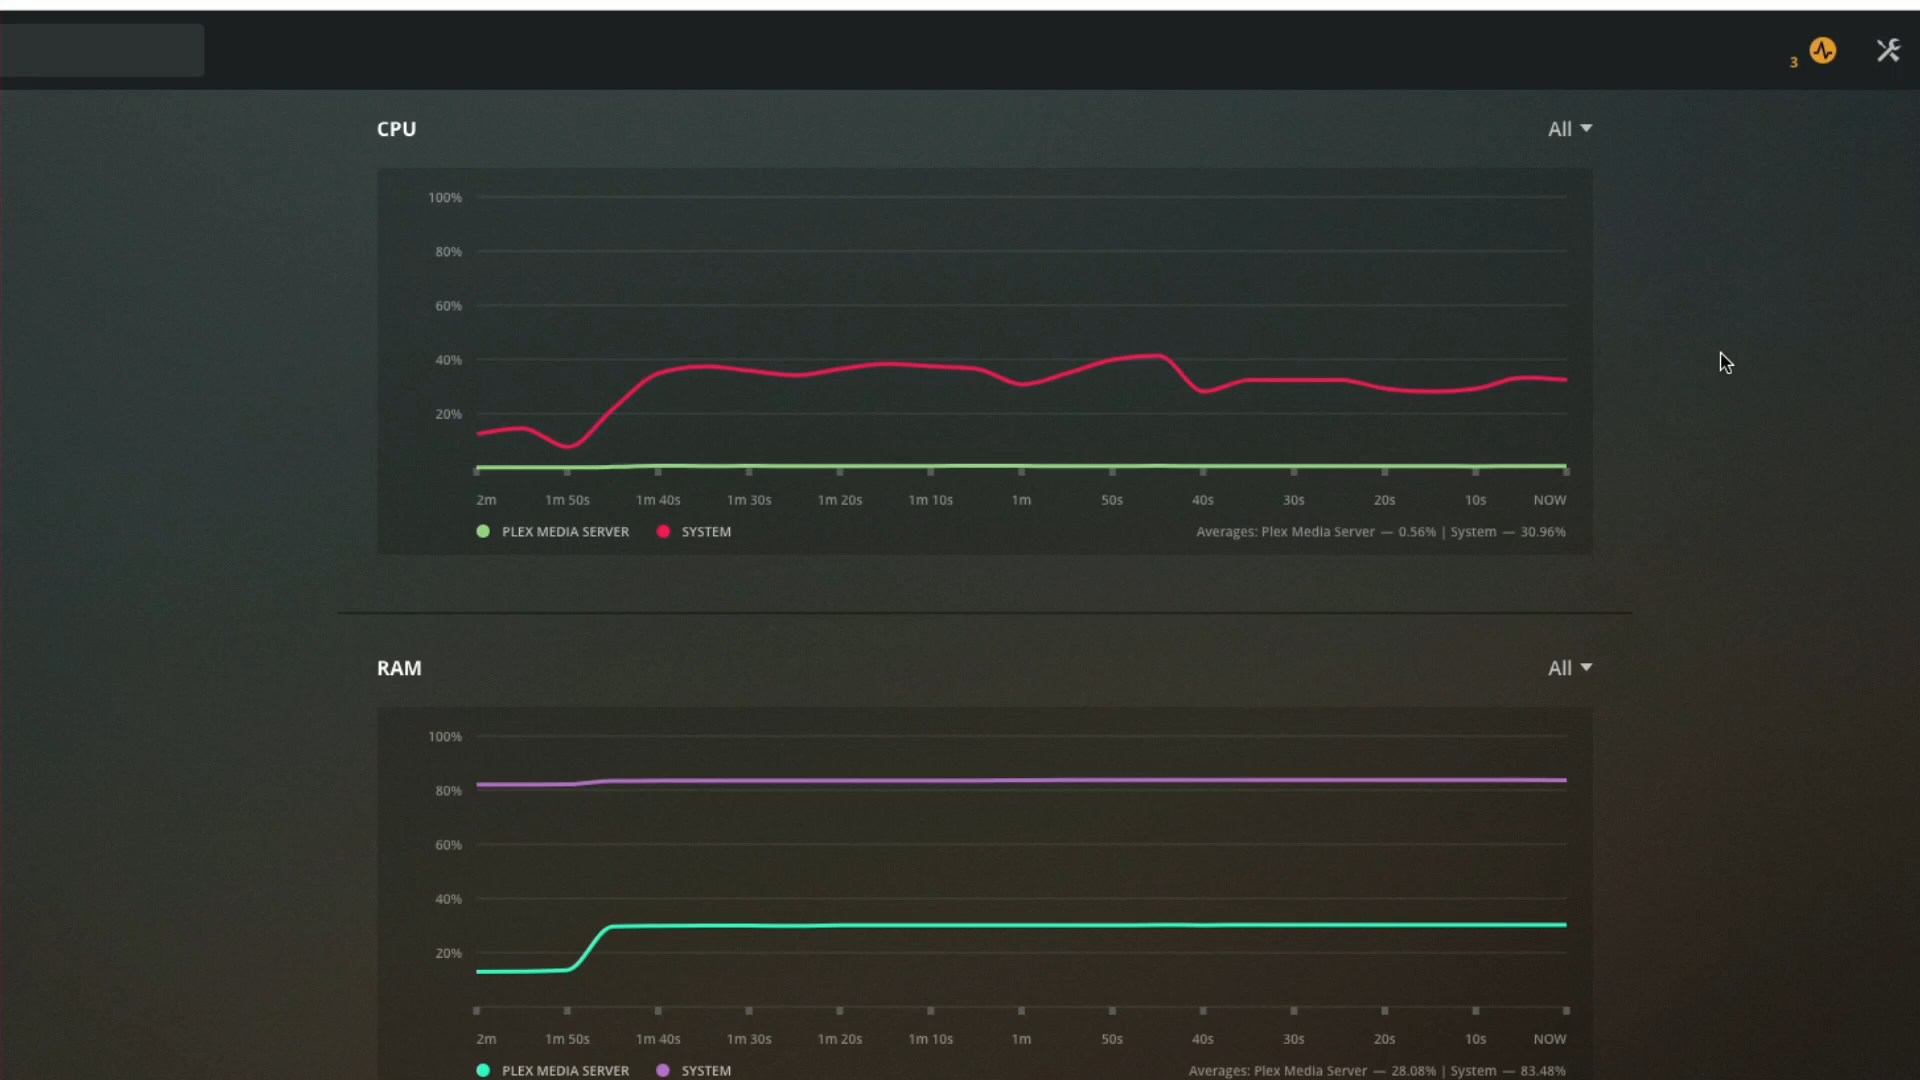 3
CPU
All
100%
80%
60%
40%
20%
2m 1m 50s 1m 40s 1m 30s 1m 20s 1m 10s 1m 50s 40s 30s 20s 10s NOW
PLEX MEDIA SERVER SYSTEM Averages: Plex Media Server — 0.56% | System — 30.96%
RAM
All
100%
80%
60%
40%
20%
2m 1m 50s 1m 40s 1m 30s 1m 20s 1m 10s 1m 50s 40s 30s 20s 10s NOW
PLEX MEDIA SERVER SYSTEM Averages: Plex Media Server — 28.08% | System — 83.48%